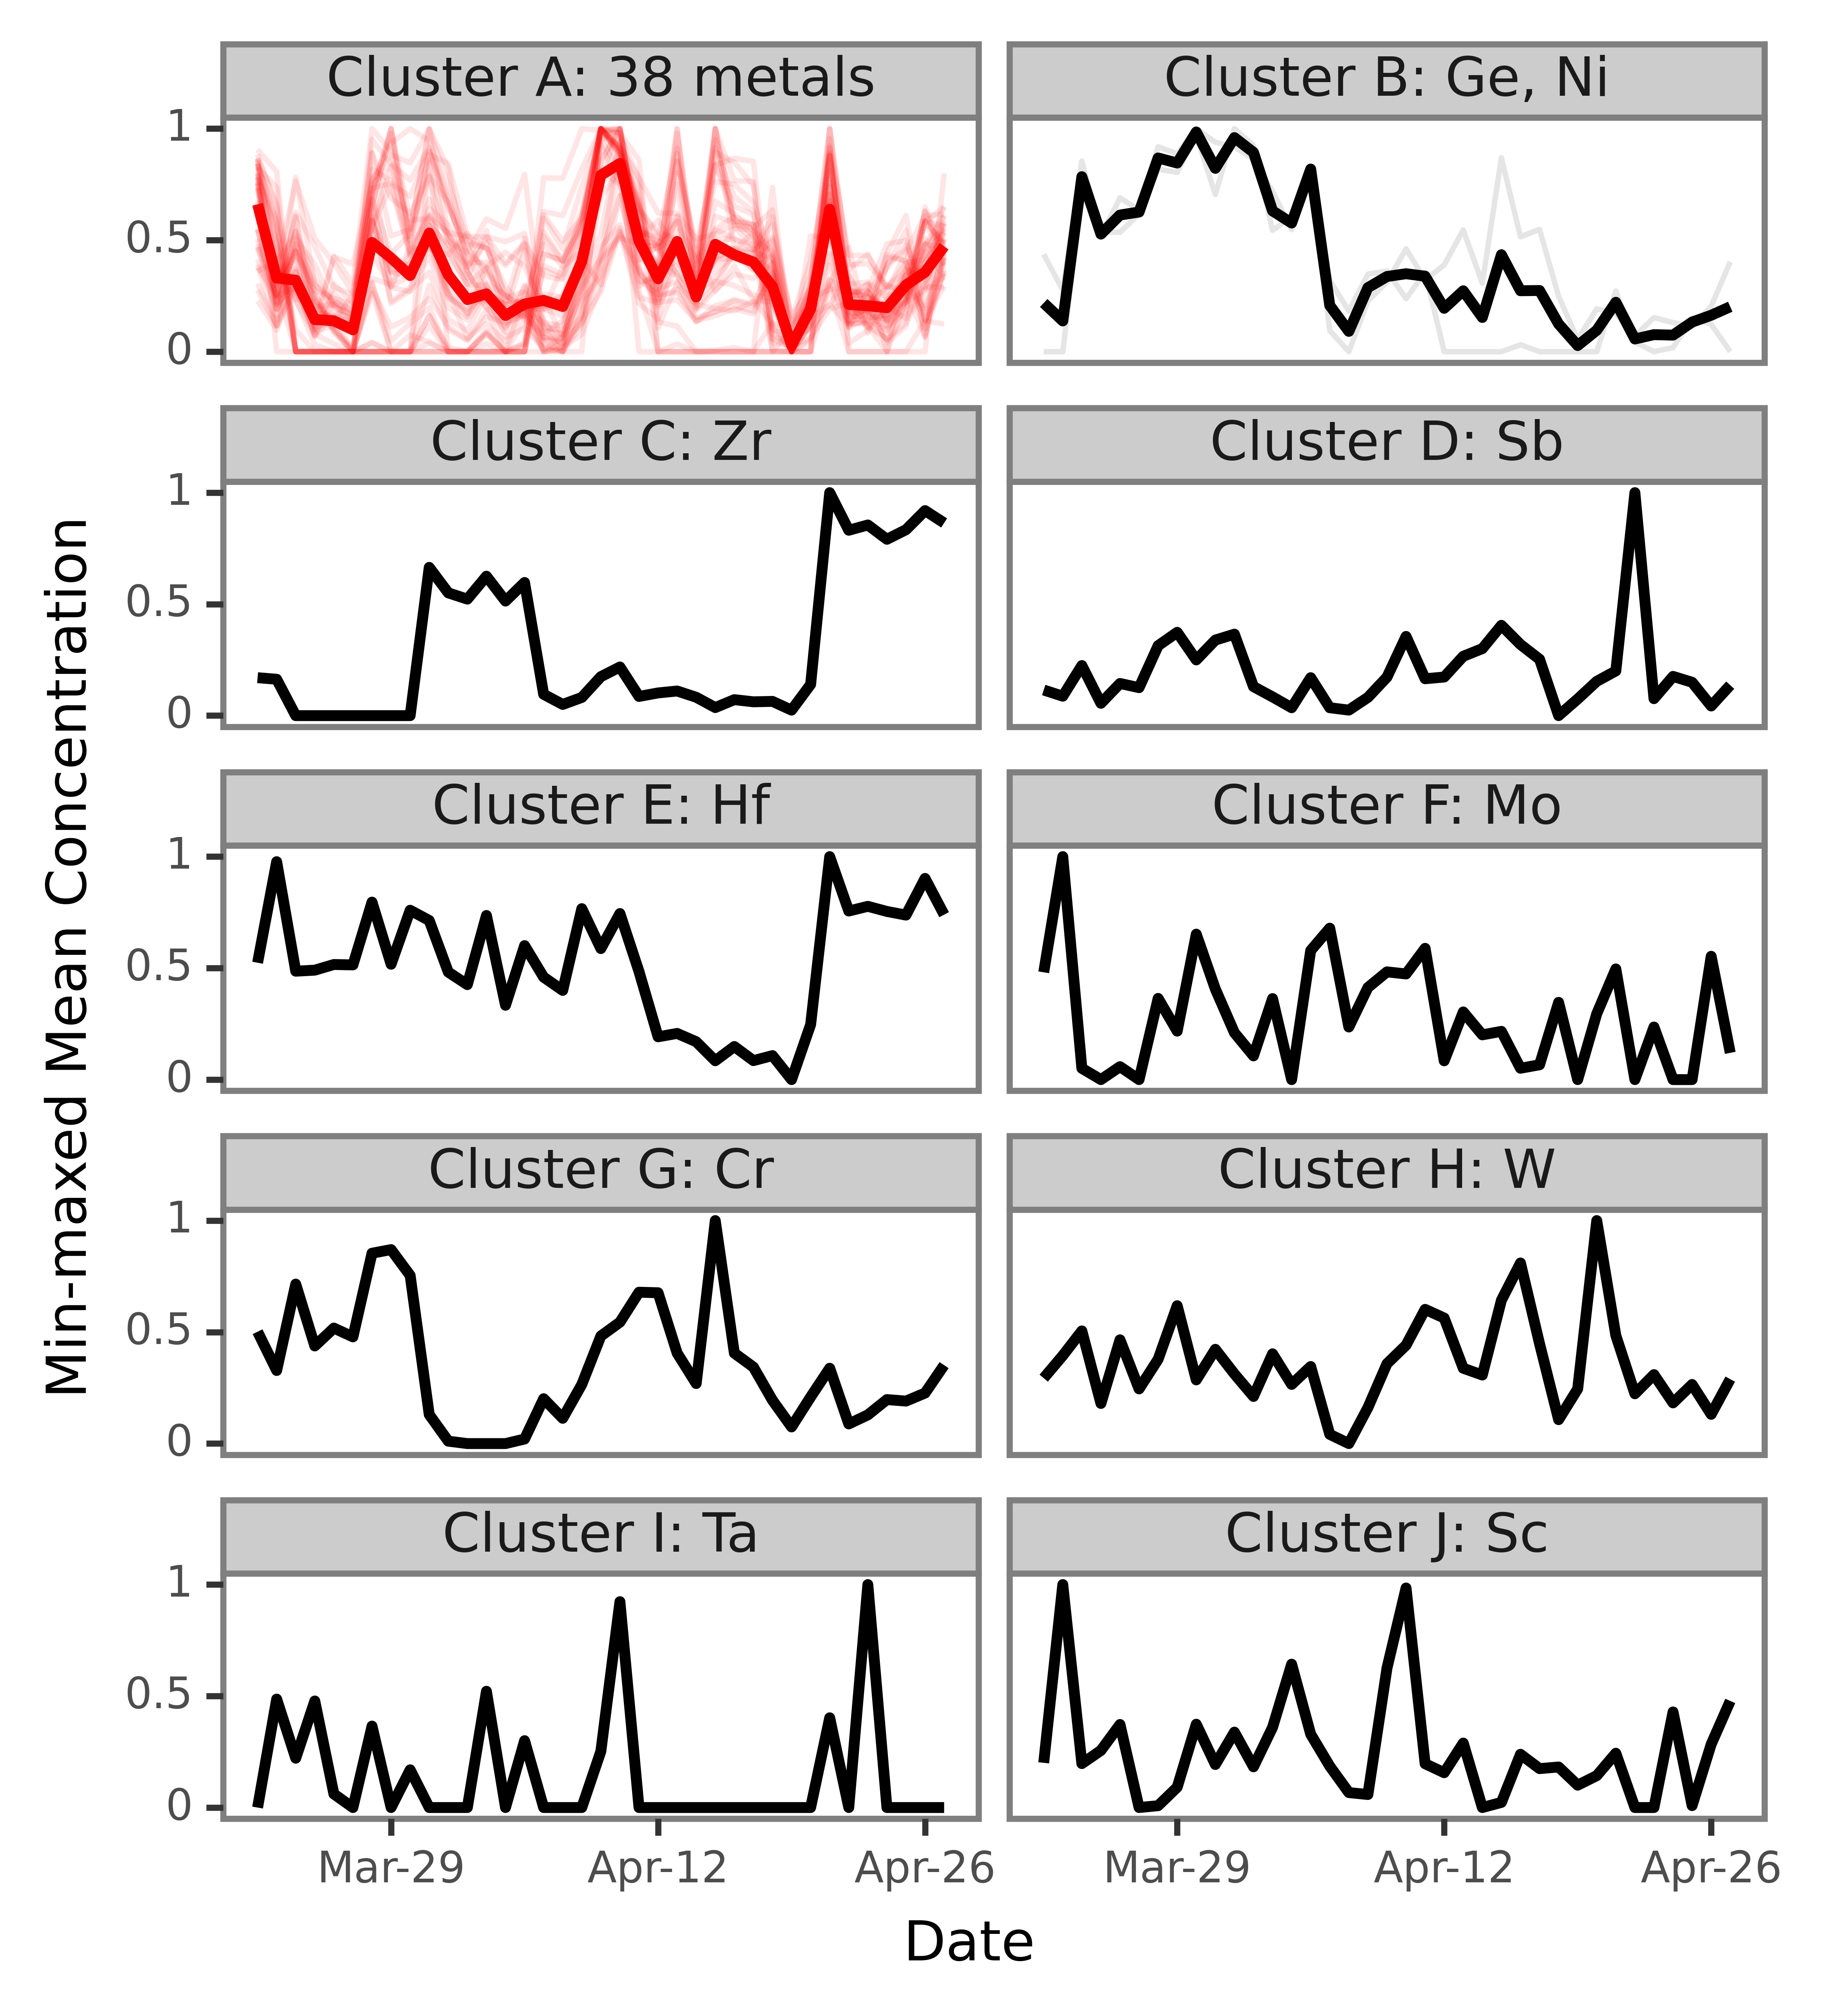 Cluster A: 38 metals
Cluster B: Ge, Ni
1
0.5
0
Cluster C: Zr
Cluster D: Sb
1
0.5
0
Cluster E: Hf
Cluster F: Mo
1
0.5
0
Cluster G: Cr
Cluster H: W
1
0.5
0
Cluster I: Ta
Cluster J: Sc
1
0.5
0
Mar-29
Apr-12
Apr-26
Mar-29
Apr-12
Apr-26
Date
Min-maxed Mean Concentration